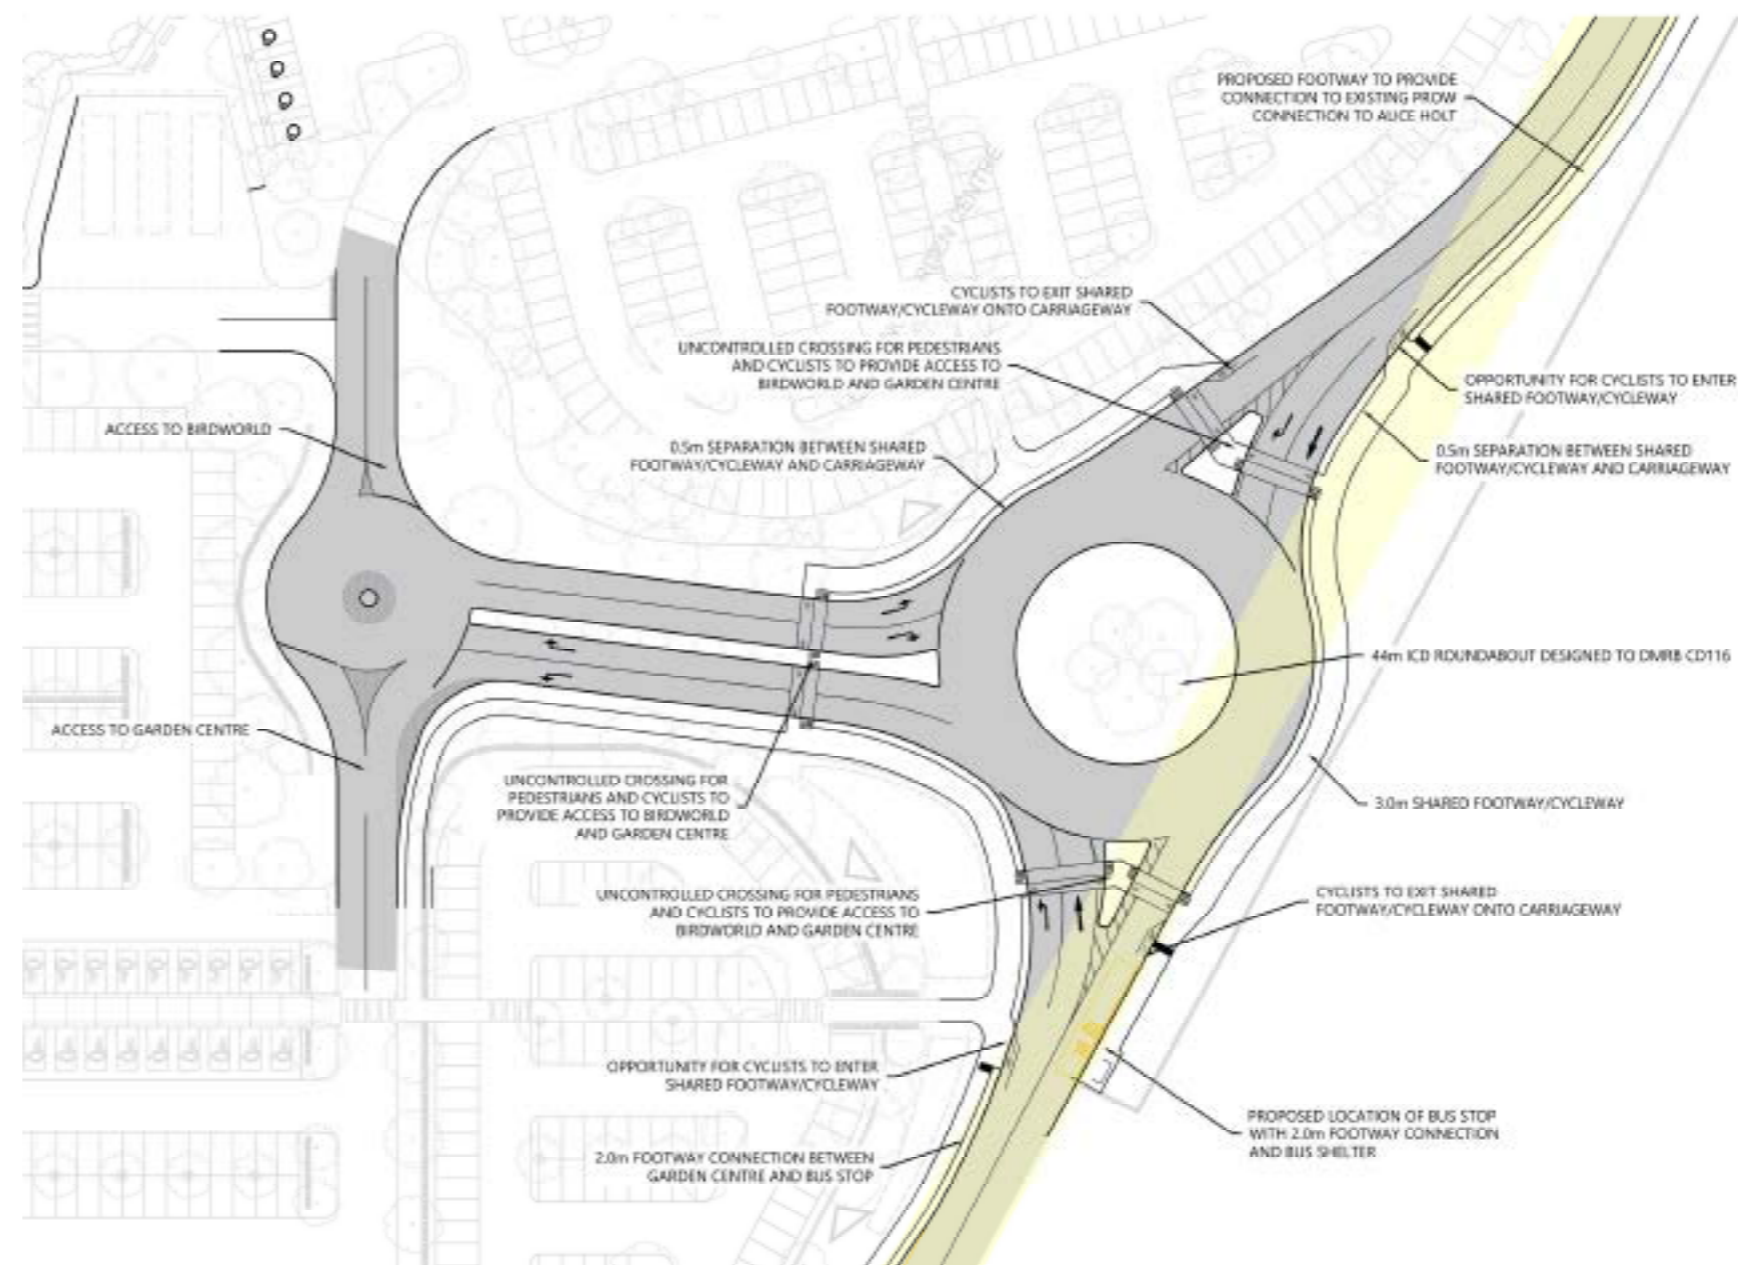 PROPOSED FOOTWAY TO PROVIDE
CONNECTION TO EXISTING PROW
CONNECTION TO ALICE HOLT
CYCLISTS TO EXIT SHARED
FOOTWAY/CYCLEWAY ONTO CARRIAGEWAY
UNCONTROLLED CROSSING FOR PEDESTRIANS
AND CYCLISTS TO PROVIDE ACCESS TO
BIRDWORLD AND GARDEN CENTRE
OPPORTUNITY FOR CYCLISTS TO ENTER
SHARED FOOTWAY/CYCLEWAY
ACCESS TO BIRDWORLD
0.5m SEPARATION BETWEEN SHARED
FOOTWAY/CYCLEWAY AND CARRIAGEWAY
0.5m SEPARATION BETWEEN SHARED
FOOTWAY/CYCLEWAY AND CARRIAGEWAY
44m ICD ROUNDABOUT DESIGNED TO DMRB CD116
ACCESS TO GARDEN CENTRE
UNCONTROLLED CROSSING FOR
PEDESTRIANS AND CYCLISTS TO
PROVIDE ACCESS TO BIRDWORLD
AND GARDEN CENTRE
3.0m SHARED FOOTWAY/CYCLEWAY
UNCONTROLLED CROSSING FOR PEDESTRIANS
AND CYCLISTS TO PROVIDE ACCESS TO
BIRDWORLD AND GARDEN CENTRE
CYCLISTS TO EXIT SHARED
FOOTWAY/CYCLEWAY ONTO CARRIAGEWAY
OPPORTUNITY FOR CYCLISTS TO ENTER
SHARED FOOTWAY/CYCLEWAY
PROPOSED LOCATION OF BUS STOP
WITH 2.0m FOOTWAY CONNECTION
AND BUS SHELTER
2.0m FOOTWAY CONNECTION BETWEEN
GARDEN CENTRE AND BUS STOP